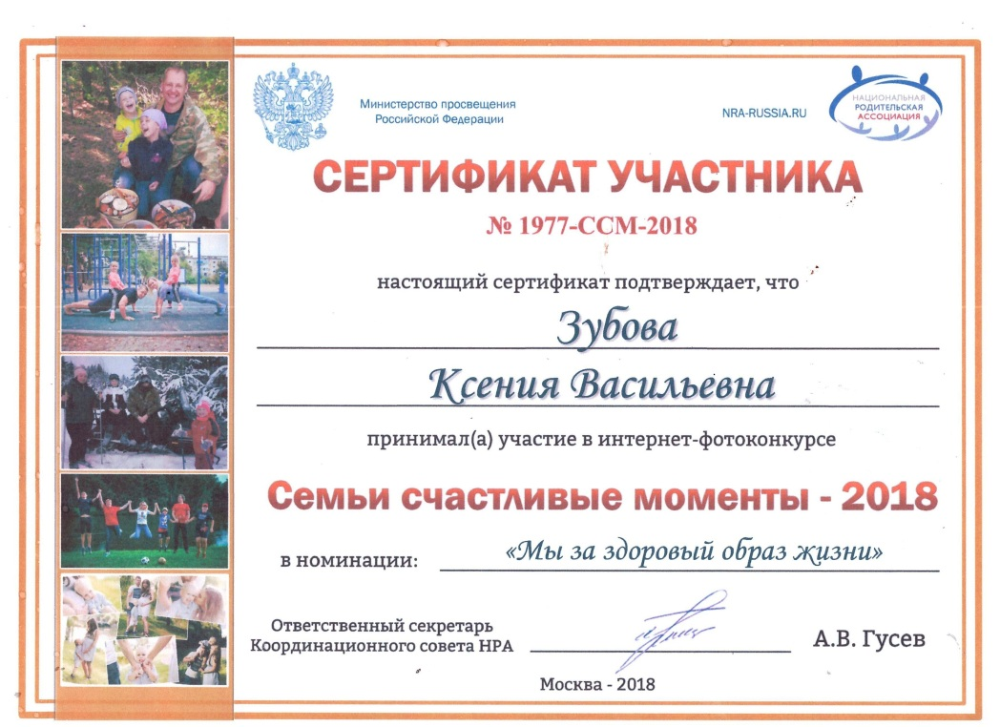 Министерство просвещения
Российской Федерации
NRA-RUSSIA.RU
НАЦИОНАЛЬНАЯ
РОДИТЕЛЬСКАЯ
АССОЦИАЦИЯ
СЕРТИФИКАТ УЧАСТНИКА
№ 1977-ССМ-2018
настоящий сертификат подтверждает, что
Зубова
Ксения Васильевна
принимал(а) участие в интернет-фотоконкурсе
Семьи счастливые моменты - 2018
в номинации: «Мы за здоровый образ жизни»
Ответственный секретарь
Координационного совета НРА
А.В. Гусев
Москва - 2018